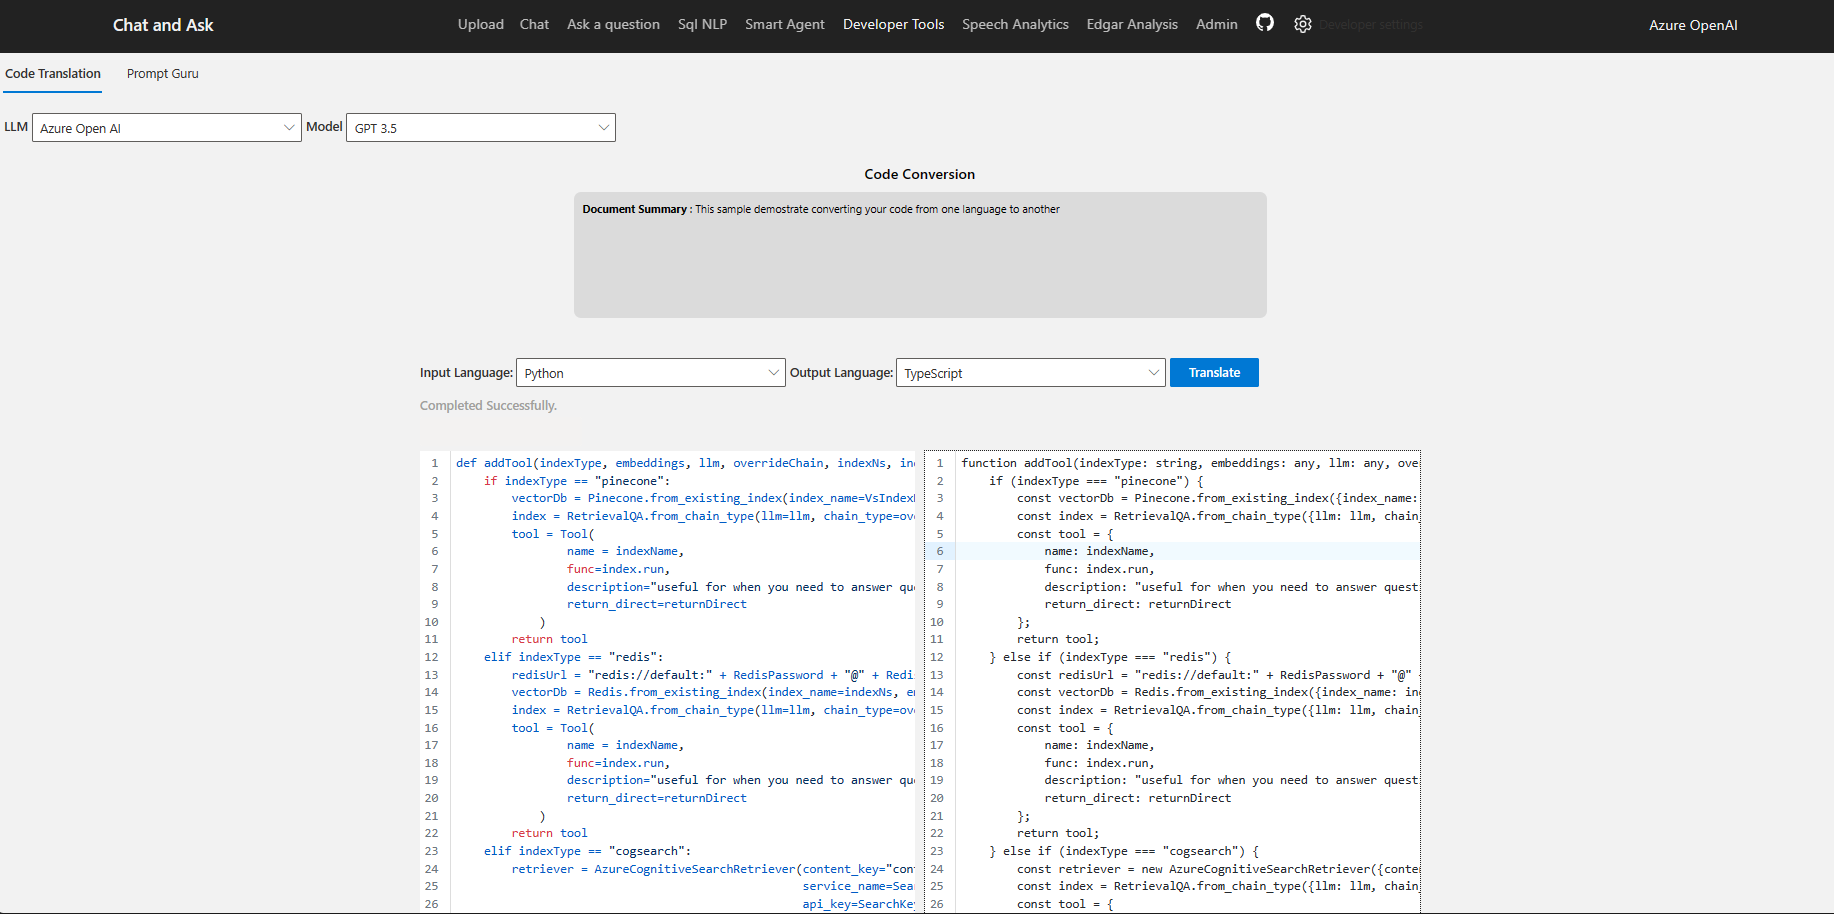 Chat and Ask
Upload Chat Ask a question Sql NLP Smart Agent Developer Tools Speech Analytics Edgar Analysis Admin Developer settings
Azure OpenAI
Code Translation Prompt Guru
LLM Azure Open AI Model GPT 3.5
Code Conversion
Document Summary : This sample demostrate converting your code from one language to another
Input Language: Python Output Language: TypeScript Translate
Completed Successfully.
1 def addTool(indexType, embeddings, llm, overrideChain, indexNs, in
2 if indexType == "pinecone":
3 vectorDb = Pinecone.from_existing_index(index_name=VsIndex
4 index = RetrievalQA.from_chain_type(llm=llm, chain_type=ov
5 tool = Tool(
6 name = indexName,
7 func=index.run,
8 description="useful for when you need to answer qu
9 return_direct=returnDirect
10 )
11 return tool
12 elif indexType == "redis":
13 redisUrl = "redis://default:" + RedisPassword + "@" + Redi
14 vectorDb = Redis.from_existing_index(index_name=indexNs, e
15 index = RetrievalQA.from_chain_type(llm=llm, chain_type=ov
16 tool = Tool(
17 name = indexName,
18 func=index.run,
19 description="useful for when you need to answer qu
20 return_direct=returnDirect
21 )
22 return tool
23 elif indexType == "cogsearch":
24 retriever = AzureCognitiveSearchRetriever(content_key="con
25 service_name=Sea
26 api_key=SearchKe
1 function addTool(indexType: string, embeddings: any, llm: any, ove
2 if (indexType === "pinecone") {
3 const vectorDb = Pinecone.from_existing_index({index_name:
4 const index = RetrievalQA.from_chain_type({llm: llm, chain_
5 const tool = {
6 name: indexName,
7 func: index.run,
8 description: "useful for when you need to answer quest
9 return_direct: returnDirect
10 };
11 return tool;
12 } else if (indexType === "redis") {
13 const redisUrl = "redis://default:" + RedisPassword + "@"
14 const vectorDb = Redis.from_existing_index({index_name: in
15 const index = RetrievalQA.from_chain_type({llm: llm, chain_
16 const tool = {
17 name: indexName,
18 func: index.run,
19 description: "useful for when you need to answer quest
20 return_direct: returnDirect
21 };
22 return tool;
23 } else if (indexType === "cogsearch") {
24 const retriever = new AzureCognitiveSearchRetriever({conte
25 const index = RetrievalQA.from_chain_type({llm: llm, chain_
26 const tool = {